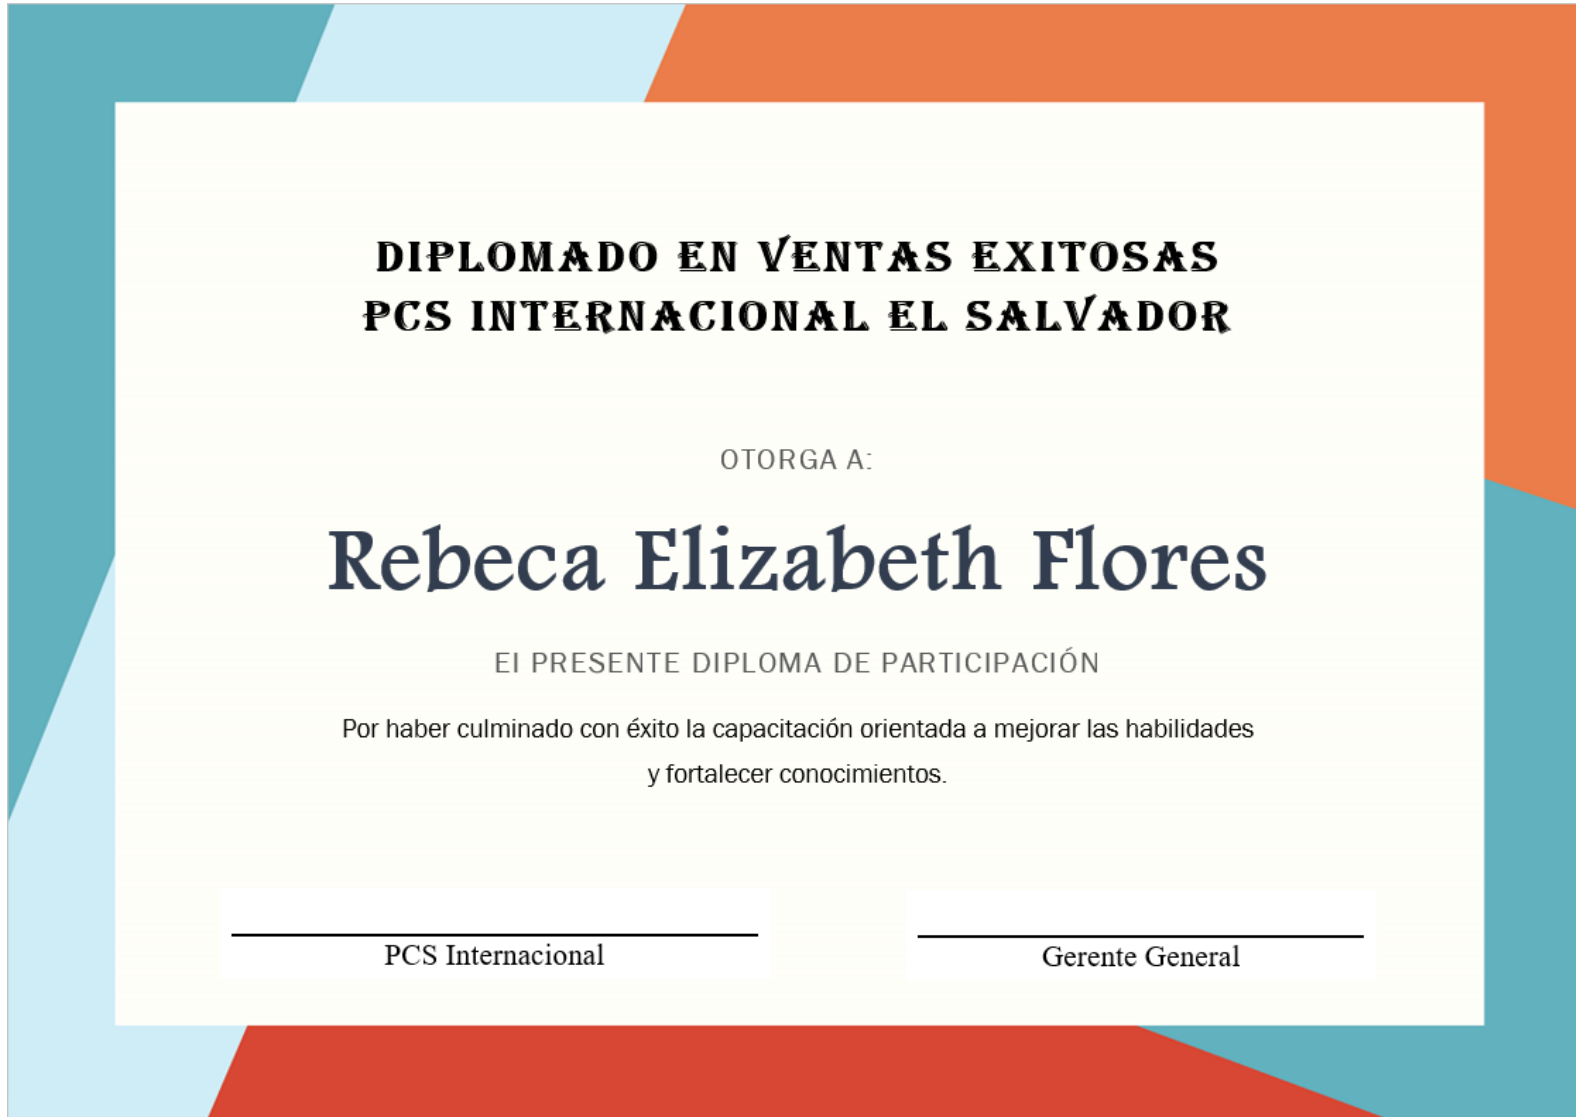 DIPLOMADO EN VENTAS EXITOSAS
PCS INTERNACIONAL EL SALVADOR
OTORGA A:
Rebeca Elizabeth Flores
El PRESENTE DIPLOMA DE PARTICIPACIÓN
Por haber culminado con éxito la capacitación orientada a mejorar las habilidades
y fortalecer conocimientos.
PCS Internacional
Gerente General